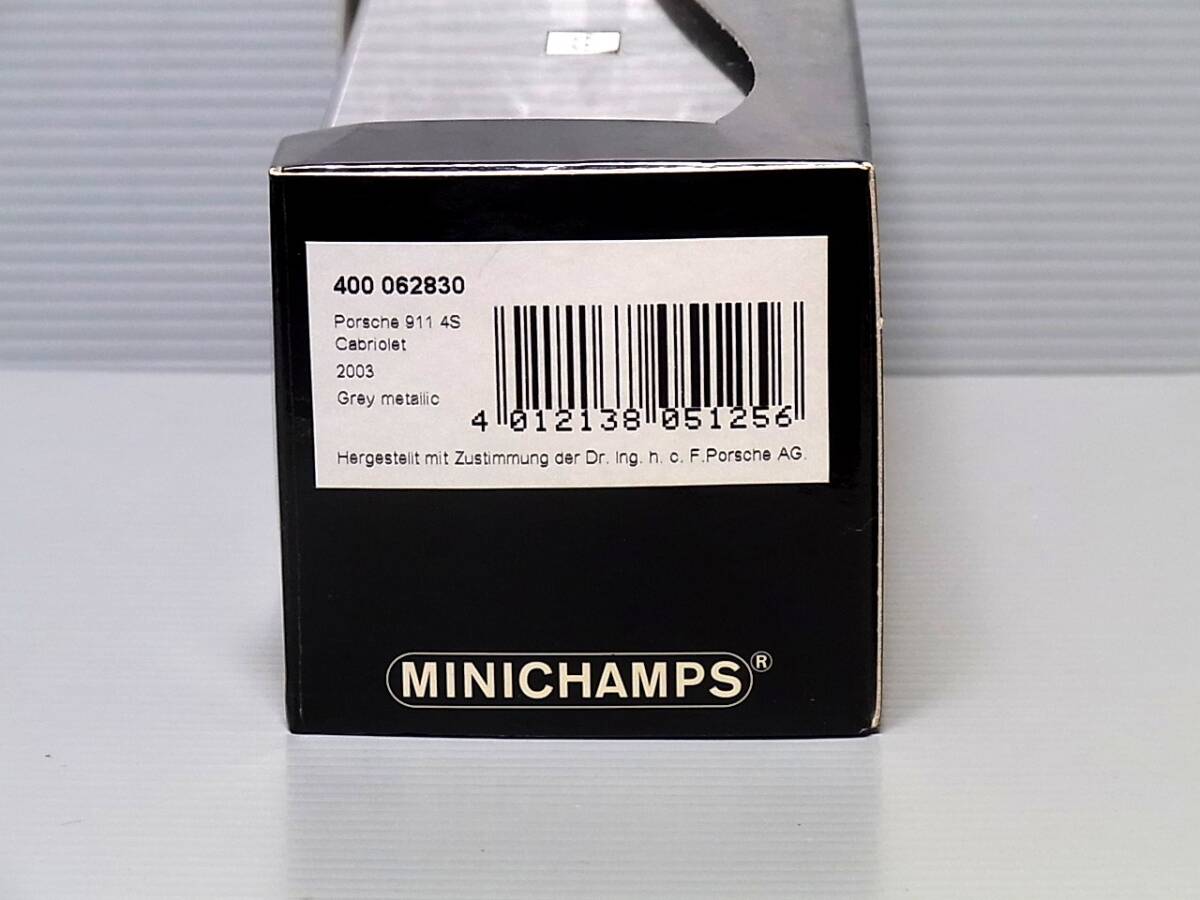 400 062830
Porsche 911 4S
Cabriolet
2003
Grey metallic
4 012138 051256
Hergestellt mit Zustimmung der Dr. Ing. h. c. F.Porsche AG.
MINICHAMPS®